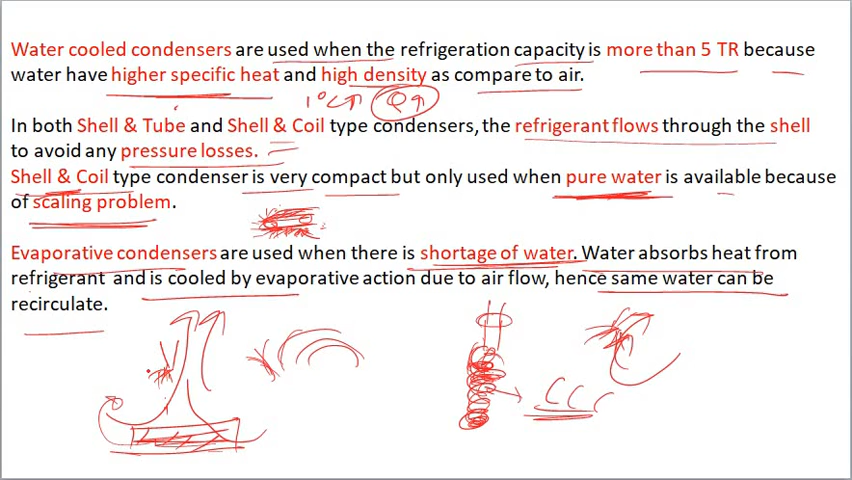 Water cooled condensers are used when the refrigeration capacity is more than 5 TR because
water have higher specific heat and high density as compare to air.
1°C↑ Q↑
In both Shell & Tube and Shell & Coil type condensers, the refrigerant flows through the shell
to avoid any pressure losses.
Shell & Coil type condenser is very compact but only used when pure water is available because
of scaling problem.
Evaporative condensers are used when there is shortage of water. Water absorbs heat from
refrigerant and is cooled by evaporative action due to air flow, hence same water can be
recirculate.